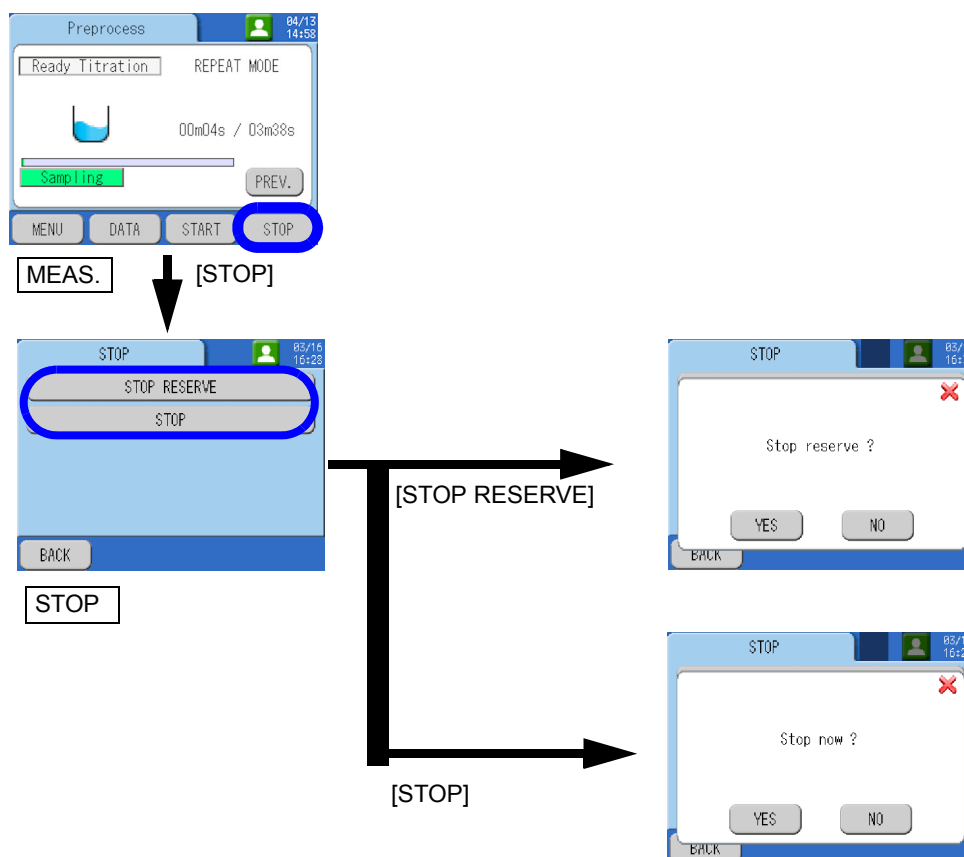 Preprocess
04/13
14:58
Ready Titration
REPEAT MODE
00m04s / 03m38s
Sampling
PREV.
MENU
DATA
START
STOP
MEAS.
[STOP]
STOP
03/16
16:28
STOP RESERVE
STOP
BACK
STOP
[STOP RESERVE]
STOP
Stop reserve ?
YES
NO
BACK
[STOP]
STOP
Stop now ?
YES
NO
BACK